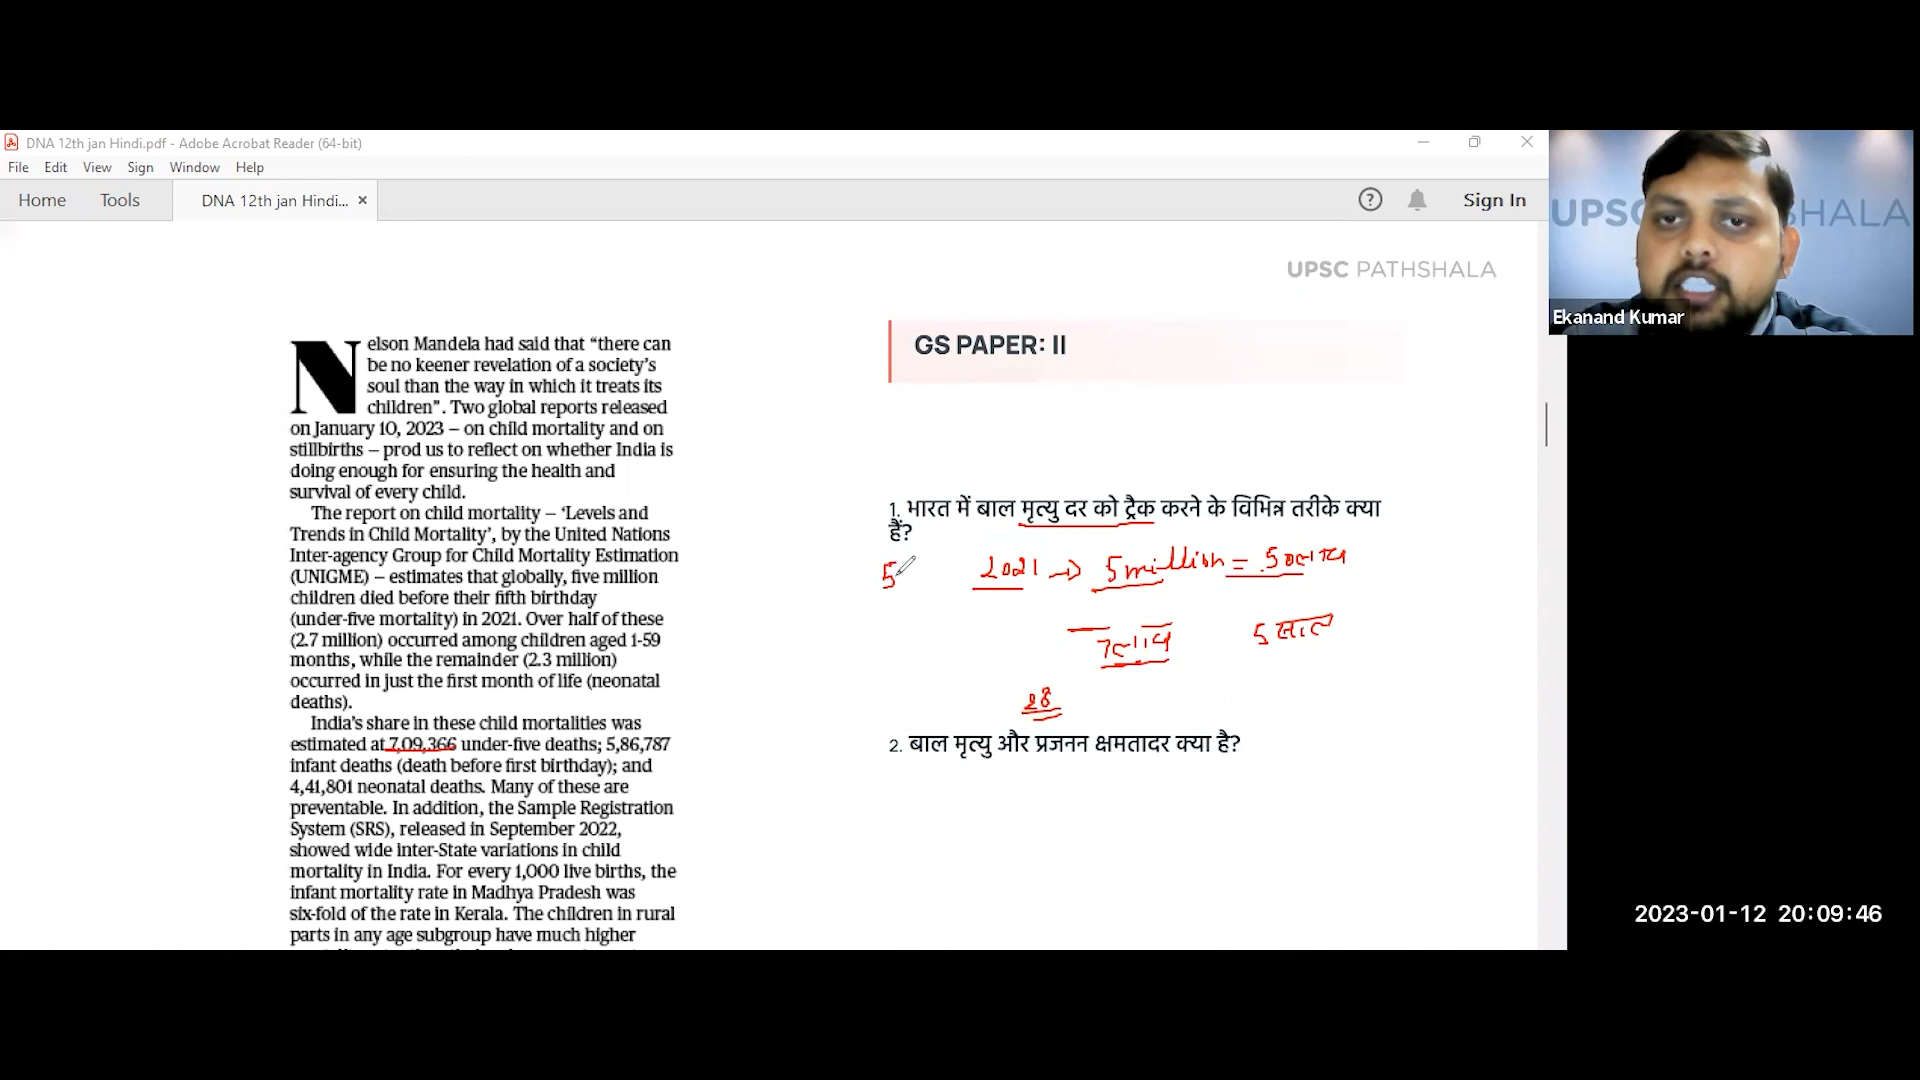 DNA 12th jan Hindi.pdf - Adobe Acrobat Reader (64-bit)
File Edit View Sign Window Help
Home Tools DNA 12th jan Hindi... × Sign In
UPSC PATHSHALA
Ekanand Kumar
UPSC PATHSHALA
Nelson Mandela had said that “there can
be no keener revelation of a society’s
soul than the way in which it treats its
children”. Two global reports released
on January 10, 2023 – on child mortality and on
stillbirths – prod us to reflect on whether India is
doing enough for ensuring the health and
survival of every child.
The report on child mortality – ‘Levels and
Trends in Child Mortality’, by the United Nations
Inter-agency Group for Child Mortality Estimation
(UNIGME) – estimates that globally, five million
children died before their fifth birthday
(under-five mortality) in 2021. Over half of these
(2.7 million) occurred among children aged 1-59
months, while the remainder (2.3 million)
occurred in just the first month of life (neonatal
deaths).
India’s share in these child mortalities was
estimated at 7,09,366 under-five deaths; 5,86,787
infant deaths (death before first birthday); and
4,41,801 neonatal deaths. Many of these are
preventable. In addition, the Sample Registration
System (SRS), released in September 2022,
showed wide inter-State variations in child
mortality in India. For every 1,000 live births, the
infant mortality rate in Madhya Pradesh was
six-fold of the rate in Kerala. The children in rural
parts in any age subgroup have much higher
GS PAPER: II
1. भारत में बाल मृत्यु दर को ट्रैक करने के विभिन्न तरीके क्या
हैं?
5 2021 → 5 million = 50 लाख
7 लाख 5 साल
28
2. बाल मृत्यु और प्रजनन क्षमतादर क्या है?
2023-01-12 20:09:46